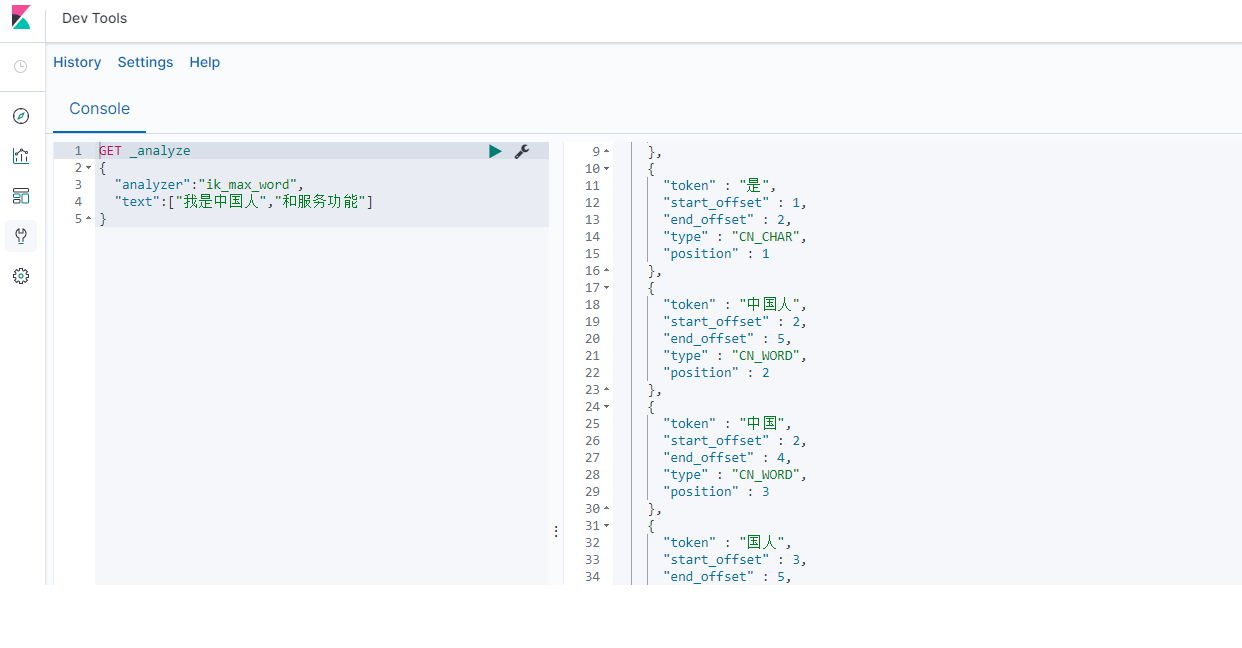 Dev Tools
History Settings Help
Console
1 GET _analyze
2 {
3 "analyzer":"ik_max_word",
4 "text":["我是中国人","和服务功能"]
5 }
9 },
10 {
11 "token" : "是",
12 "start_offset" : 1,
13 "end_offset" : 2,
14 "type" : "CN_CHAR",
15 "position" : 1
16 },
17 {
18 "token" : "中国人",
19 "start_offset" : 2,
20 "end_offset" : 5,
21 "type" : "CN_WORD",
22 "position" : 2
23 },
24 {
25 "token" : "中国",
26 "start_offset" : 2,
27 "end_offset" : 4,
28 "type" : "CN_WORD",
29 "position" : 3
30 },
31 {
32 "token" : "国人",
33 "start_offset" : 3,
34 "end_offset" : 5,